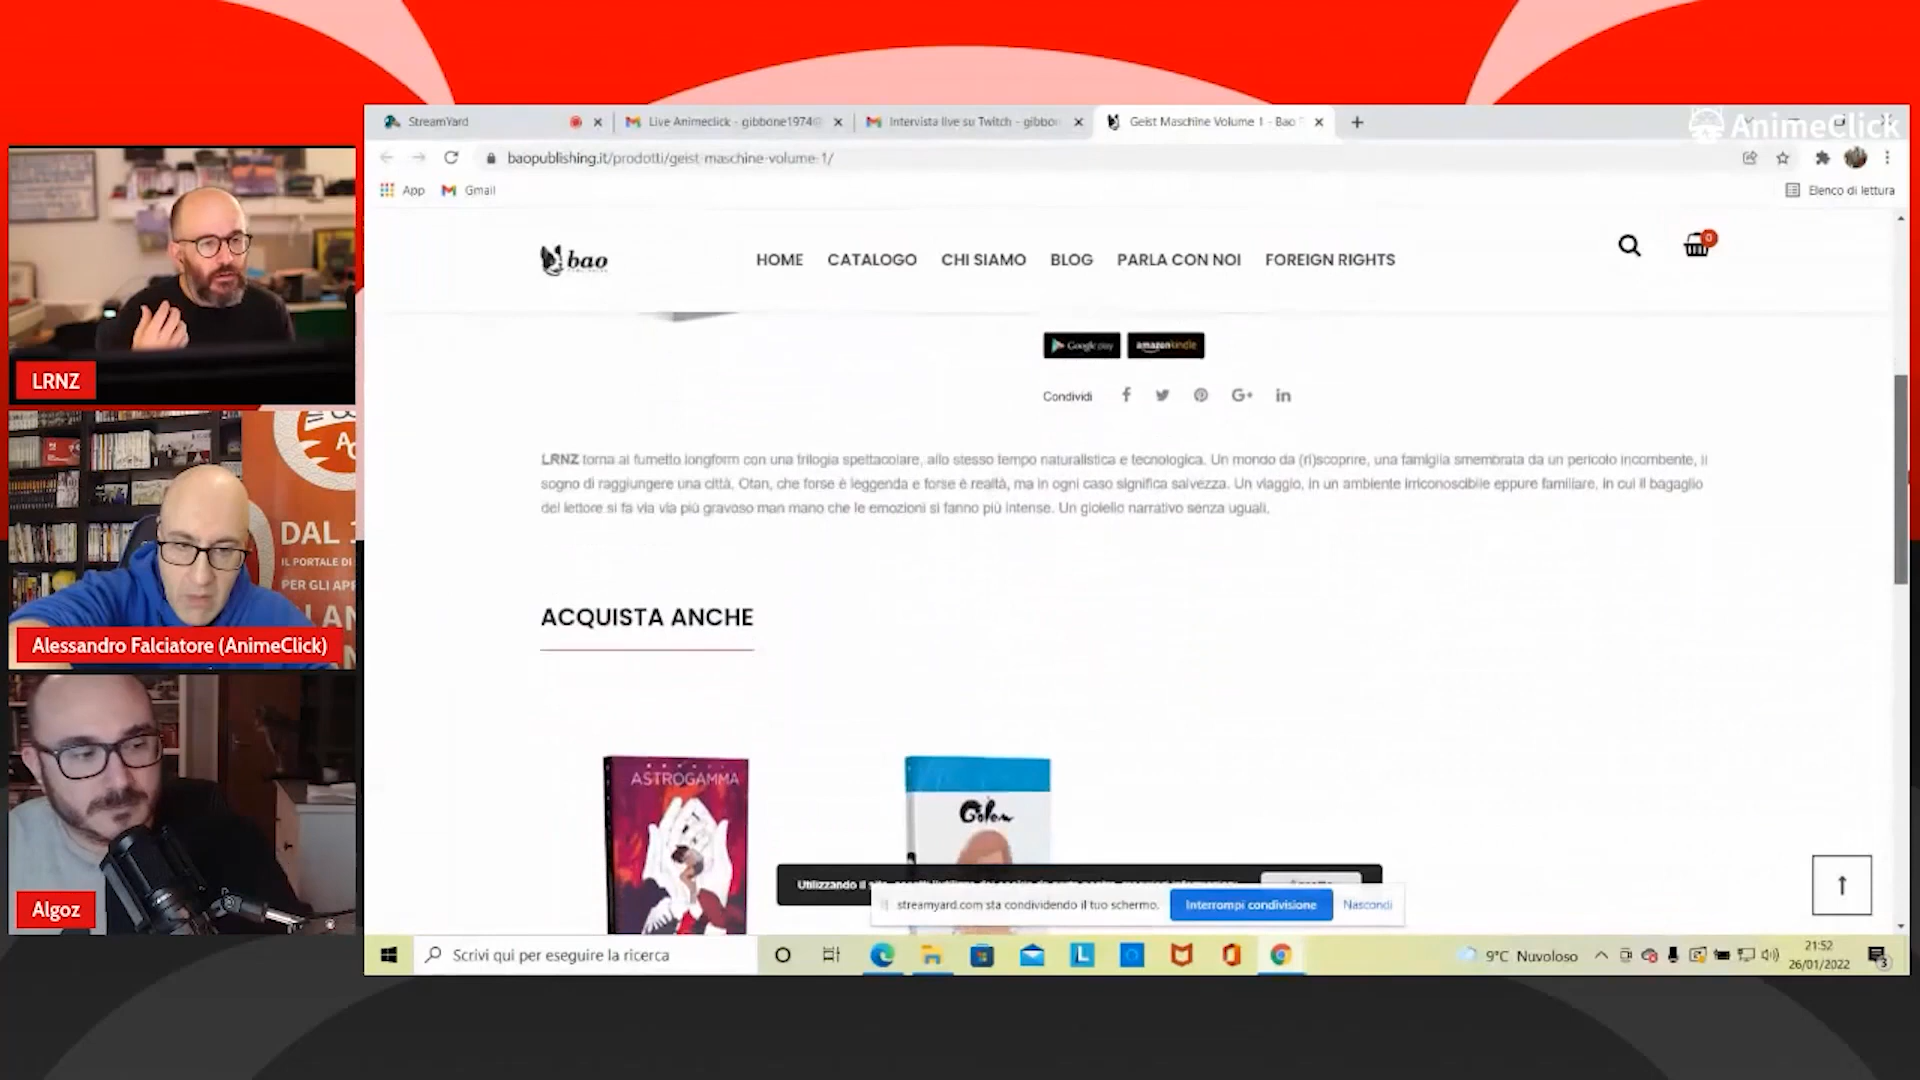 StreamYard
Live Animeclick - gibbone1974@
Intervista live su Twitch - gibbon
Geist Maschine Volume 1 - Bao P
AnimeClick
baopublishing.it/prodotti/geist-maschine-volume-1/
App
Gmail
Elenco di lettura
bao
HOME
CATALOGO
CHI SIAMO
BLOG
PARLA CON NOI
FOREIGN RIGHTS
0
Google play
amazonkindle
Condividi
LRNZ torna al fumetto longform con una trilogia spettacolare, allo stesso tempo naturalistica e tecnologica. Un mondo da (ri)scoprire, una famiglia smembrata da un pericolo incombente, il
sogno di raggiungere una città, Otan, che forse è leggenda e forse è realtà, ma in ogni caso significa salvezza. Un viaggio, in un ambiente irriconoscibile eppure familiare, in cui il bagaglio
del lettore si fa via via più gravoso man mano che le emozioni si fanno più intense. Un gioiello narrativo senza uguali.
ACQUISTA ANCHE
ASTROGAMMA
Golem
Utilizzando il
streamyard.com sta condividendo il tuo schermo.
Interrompi condivisione
Nascondi
Scrivi qui per eseguire la ricerca
9°C Nuvoloso
21:52
26/01/2022
3
LRNZ
DAL 
IL PORTALE DI
PER GLI
Alessandro Falciatore (AnimeClick)
Algoz